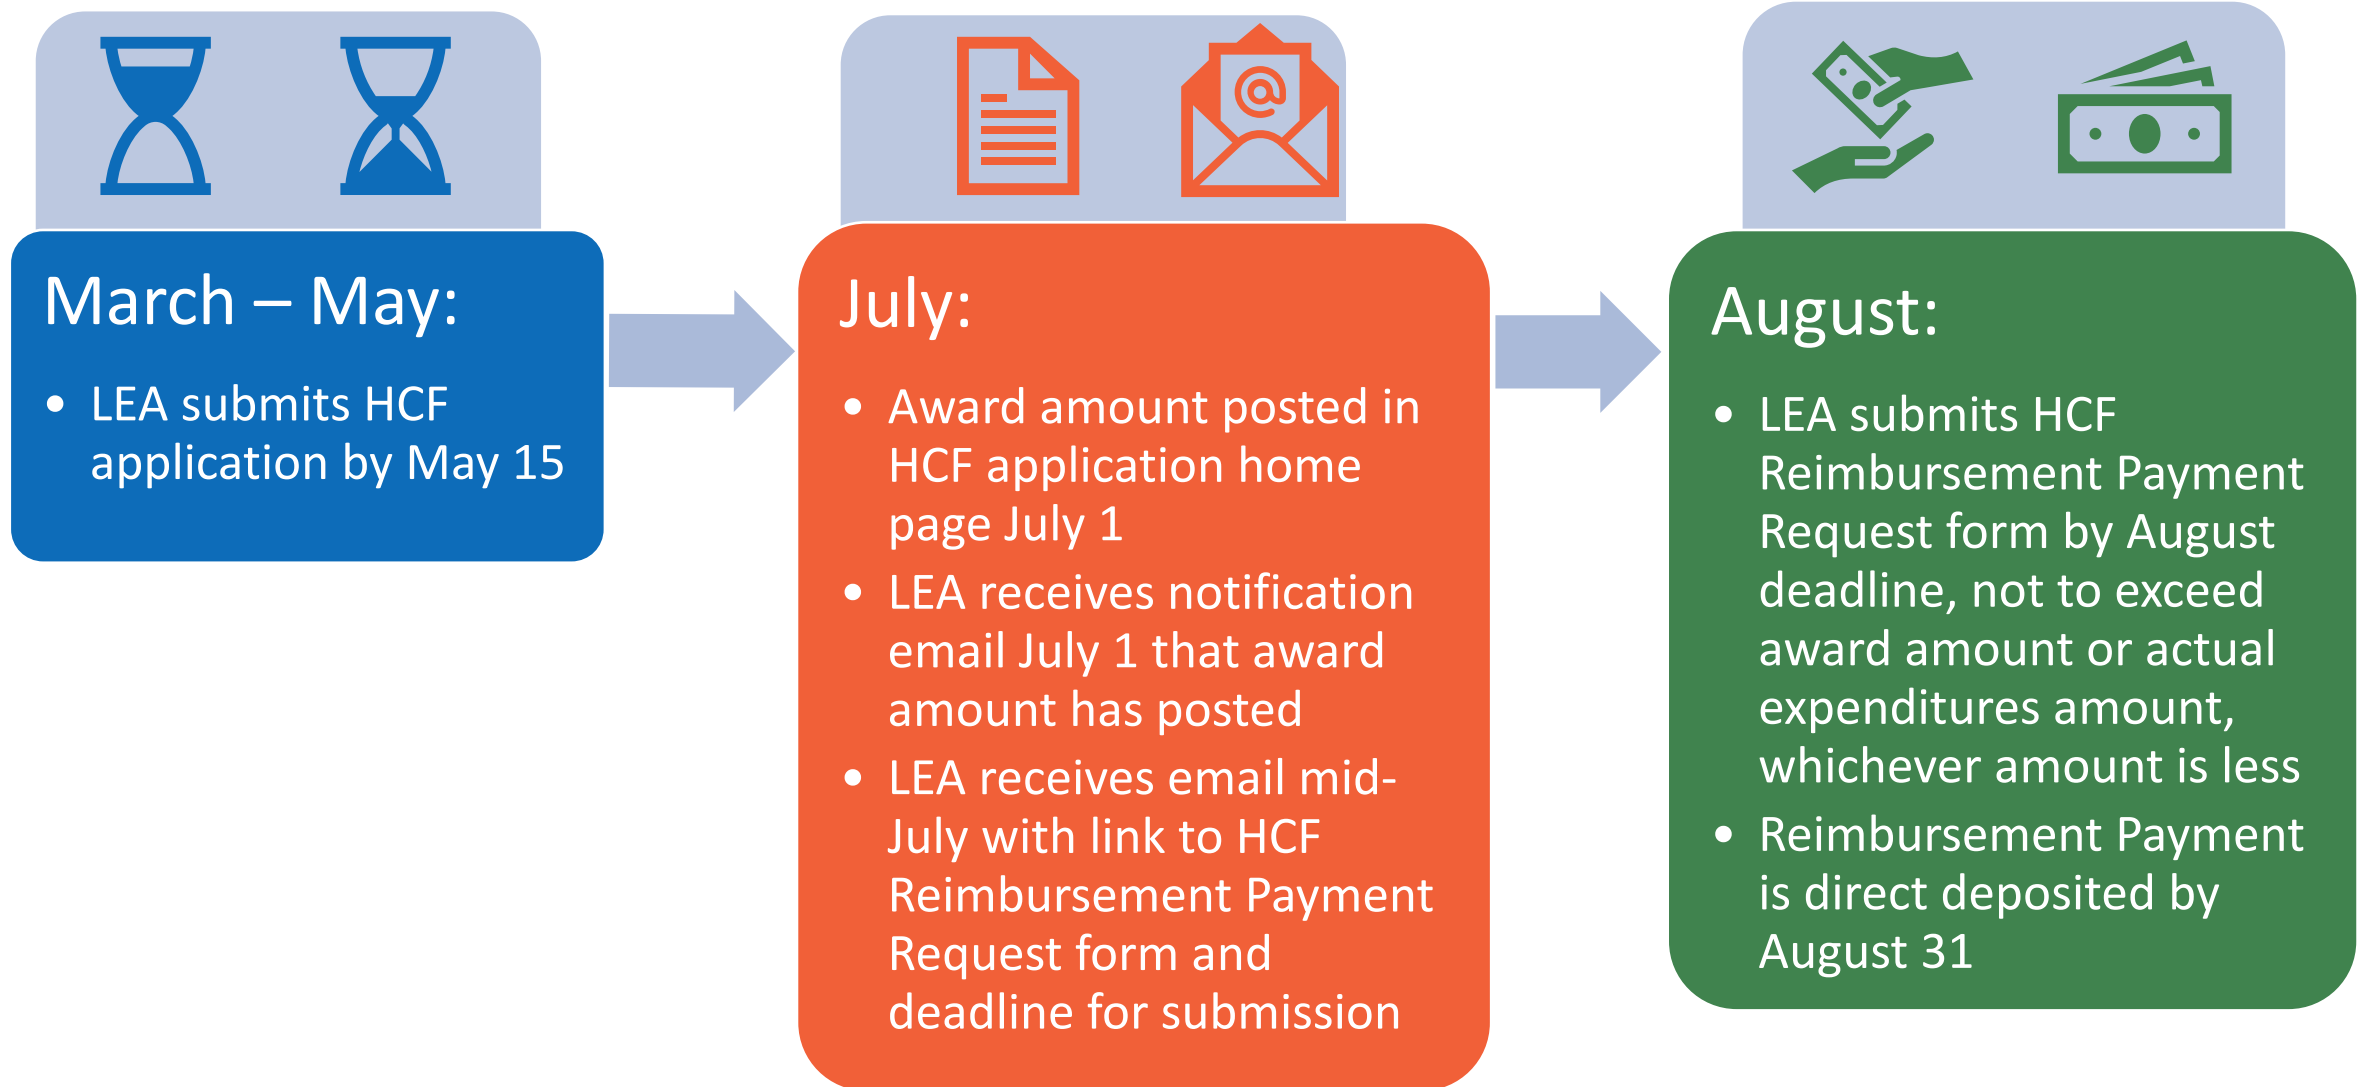 March – May:
• LEA submits HCF
application by May 15
July:
• Award amount posted in
HCF application home
page July 1
• LEA receives notification
email July 1 that award
amount has posted
• LEA receives email mid-
July with link to HCF
Reimbursement Payment
Request form and
deadline for submission
August:
• LEA submits HCF
Reimbursement Payment
Request form by August
deadline, not to exceed
award amount or actual
expenditures amount,
whichever amount is less
• Reimbursement Payment
is direct deposited by
August 31